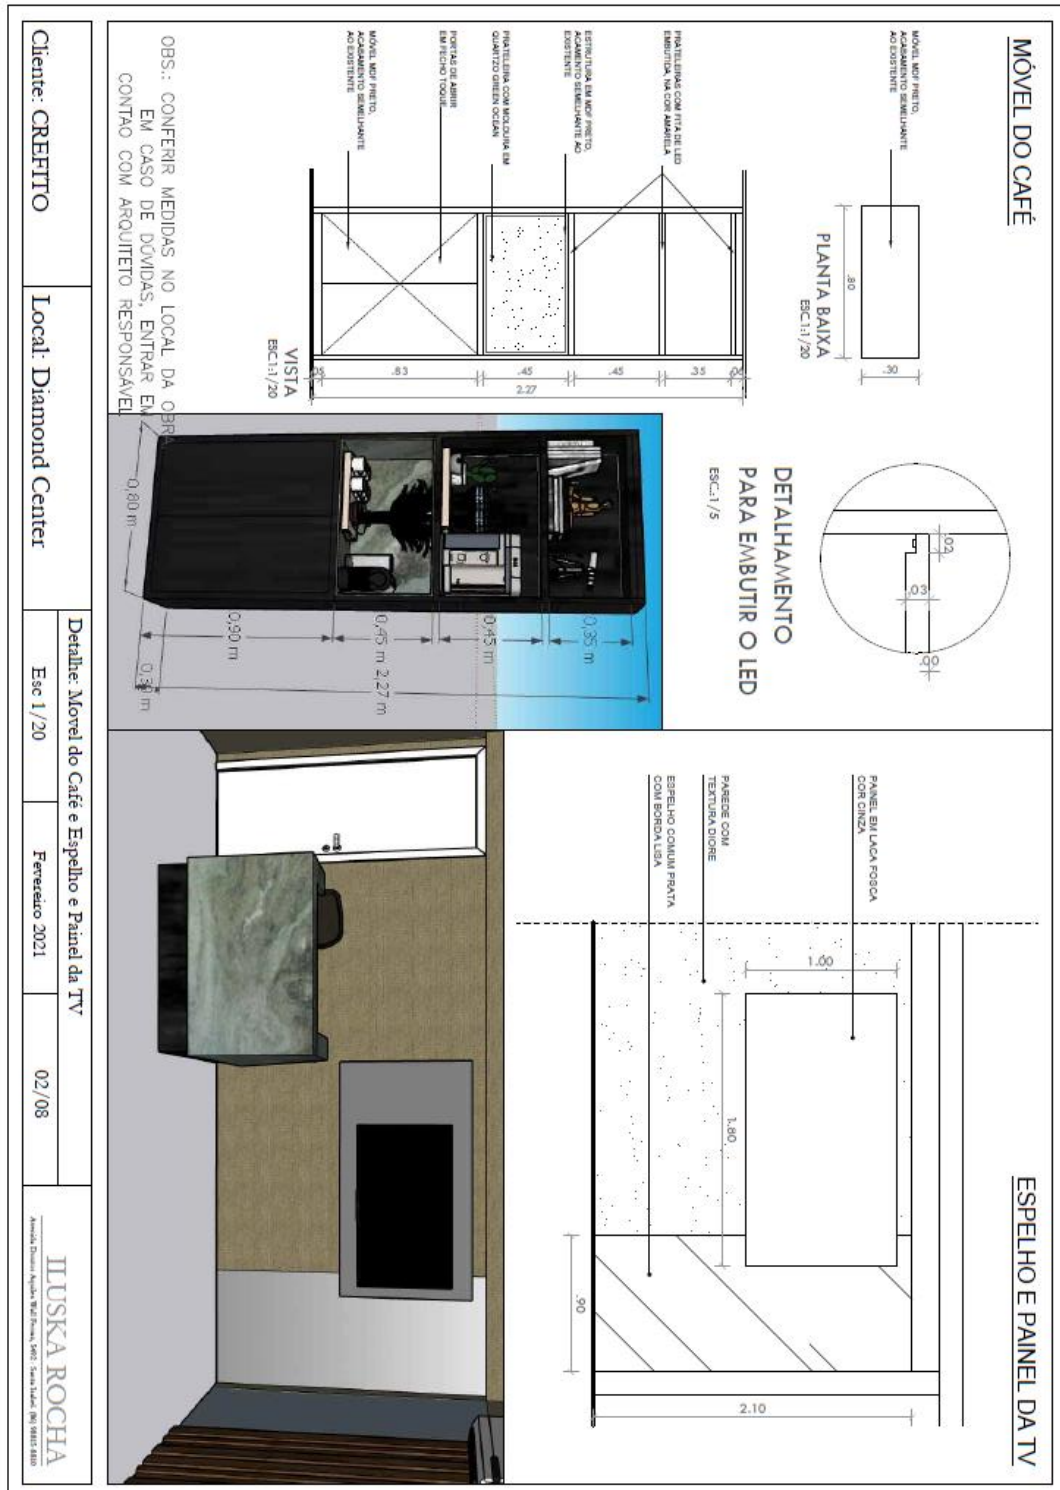 MÓVEL DO CAFÉ
MÓVEL MDF PRETO,
ACABAMENTO SEMELHANTE
AO EXISTENTE
.80
.30
PLANTA BAIXA
ESC.1:1/20
PRATELEIRAS COM FITA DE LED
EMBUTIDA, NA COR AMARELA
ESTRUTURA EM MDF PRETO,
EXISTENTE
PRATELEIRA COM MOLDURA EM
QUARTZO GREEN OCEAN
PORTAS DE ABRIR
EM FECHO TOQUE
MÓVEL MDF PRETO,
ACABAMENTO SEMELHANTE
AO EXISTENTE
.83
.45
.45
.35
2.27
VISTA
ESC.1:1/20
OBS.: CONFERIR MEDIDAS NO LOCAL DA OBRA
EM CASO DE DÚVIDAS, ENTRAR EM
CONTAO COM ARQUITETO RESPONSÁVEL
DETALHAMENTO
PARA EMBUTIR O LED
ESC.:1/5
.02
.03
.00
0,35 m
0,45 m
0,45 m
2,27 m
0,90 m
0,30 m
0,80 m
ESPELHO E PAINEL DA TV
PAINEL EM LACA FOSCA
COR CINZA
PAREDE COM
TEXTURA DIORE
ESPELHO COMUM PRATA
COM BORDA LISA
1.00
1.80
.90
2.10
Detalhe: Movel do Café e Espelho e Painel da TV
Cliente: CREFITO
Local: Diamond Center
Esc 1/20
Fevereiro 2021
02/08
ILUSKA ROCHA